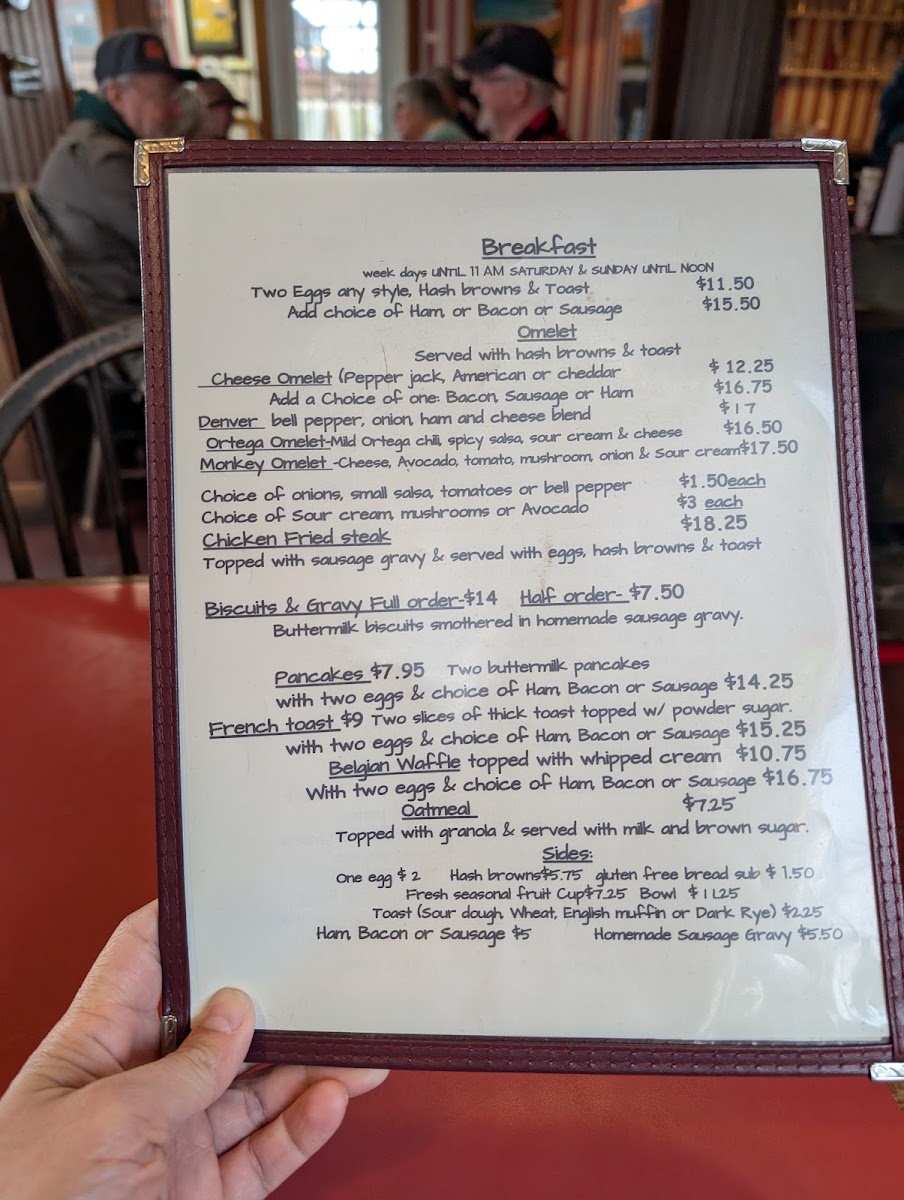 Breakfast
week days UNTIL 11 AM SATURDAY & SUNDAY UNTIL NOON
Two Eggs any style, Hash browns & Toast. $11.50
Add choice of Ham, or Bacon or Sausage $15.50
Omelet
Served with hash browns & toast
Cheese Omelet (Pepper jack, American or cheddar $ 12.25
Add a Choice of one: Bacon, Sausage or Ham $16.75
Denver bell pepper, onion, ham and cheese blend $17
Ortega Omelet-Mild Ortega chili, spicy salsa, sour cream & cheese $16.50
Monkey Omelet -Cheese, Avocado, tomato, mushroom, onion & Sour cream$17.50
Choice of onions, small salsa, tomatoes or bell pepper $1.50each
Choice of Sour cream, mushrooms or Avocado $3 each
Chicken Fried steak $18.25
Topped with sausage gravy & served with eggs, hash browns & toast
Biscuits & Gravy Full order-$14 Half order- $7.50
Buttermilk biscuits smothered in homemade sausage gravy.
Pancakes $7.95 Two buttermilk pancakes
with two eggs & choice of Ham, Bacon or Sausage $14.25
French toast $9 Two slices of thick toast topped w/ powder sugar.
with two eggs & choice of Ham, Bacon or Sausage $15.25
Belgian Waffle topped with whipped cream $10.75
With two eggs & choice of Ham, Bacon or Sausage $16.75
Oatmeal $7.25
Topped with granola & served with milk and brown sugar.
Sides:
One egg $ 2 Hash browns$5.75 gluten free bread sub $ 1.50
Fresh seasonal fruit Cup$7.25 Bowl $ 11.25
Toast (Sour dough, Wheat, English muffin or Dark Rye) $2.25
Ham, Bacon or Sausage $5 Homemade Sausage Gravy $5.50